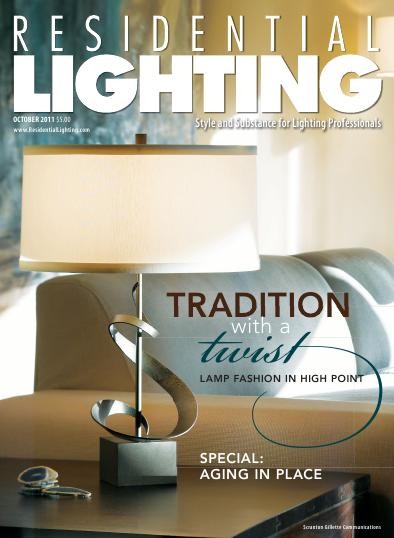 RESIDENTIAL
LIGHTING
OCTOBER 2011 $5.00
www.ResidentialLighting.com
Style and Substance for Lighting Professionals
TRADITION
with a
twist
LAMP FASHION IN HIGH POINT
SPECIAL:
AGING IN PLACE
Scranton Gillette Communications